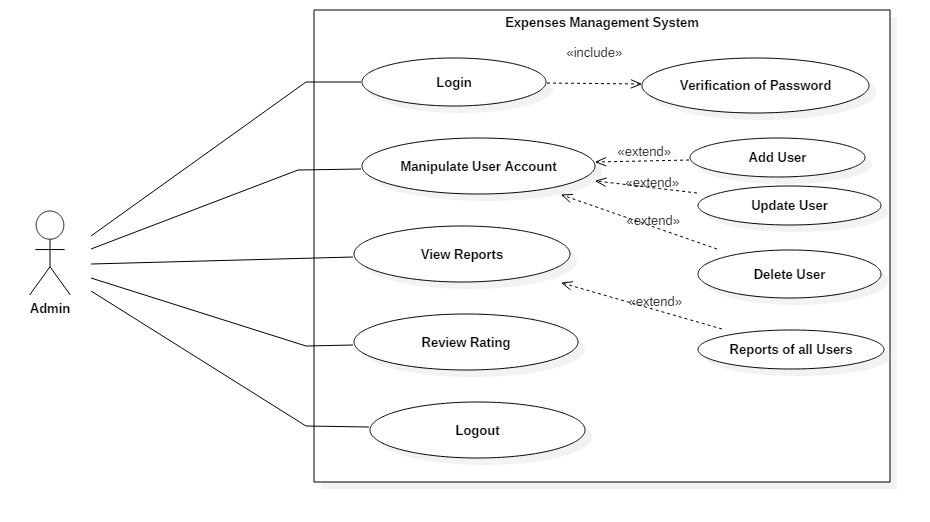 Expenses Management System
«include»
Login
Verification of Password
«extend»
Add User
Manipulate User Account
«extend»
Update User
«extend»
View Reports
Delete User
«extend»
Admin
Review Rating
Reports of all Users
Logout